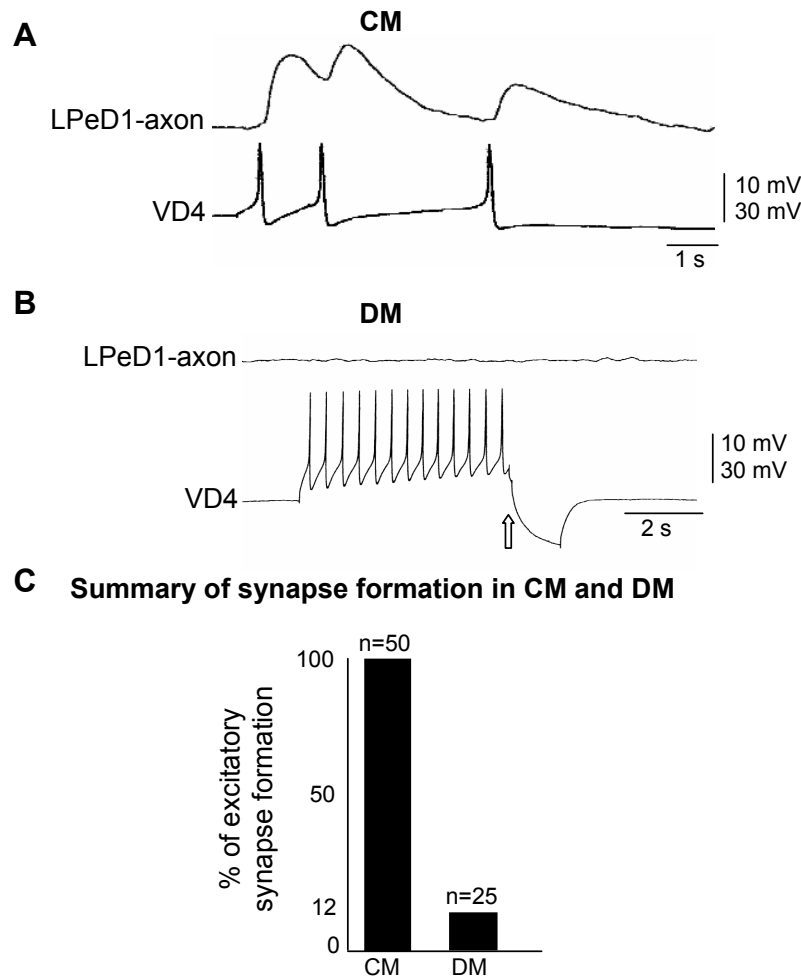 A
CM
LPeD1-axon
VD4
10 mV
30 mV
1 s
B
DM
LPeD1-axon
VD4
10 mV
30 mV
2 s
C
Summary of synapse formation in CM and DM
% of excitatory
synapse formation
100
50
12
0
n=50
n=25
CM
DM